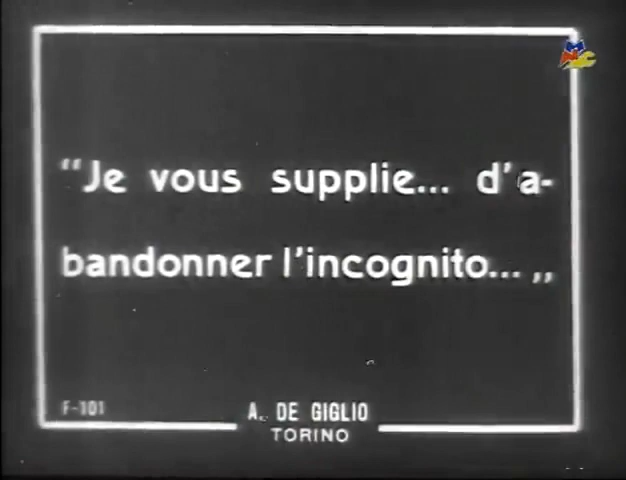 “Je vous supplie... d'a-
bandonner l'incognito... „
F-101
A. DE GIGLIO
TORINO